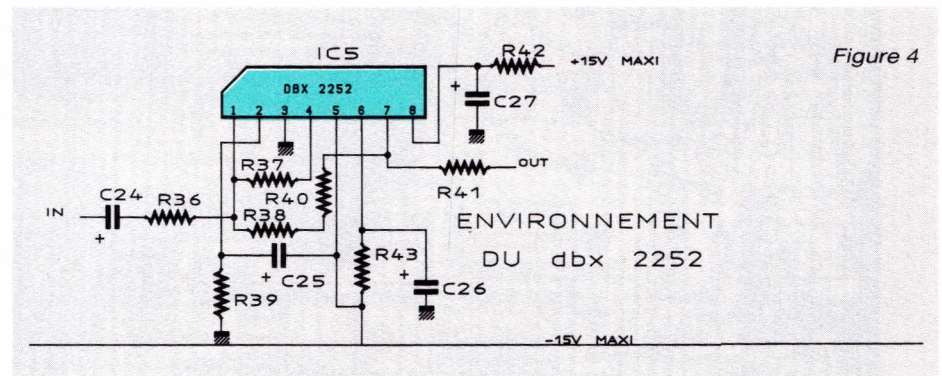 IC5
R42
+15V MAXI
Figure 4
DBX 2252
+
C27
1 2 3 4 5 6 7 8
R37
OUT
R40
R41
C24
R36
IN
R38
+
ENVIRONNEMENT
DU dbx 2252
R43
+
C25
+
C26
R39
-15V MAXI